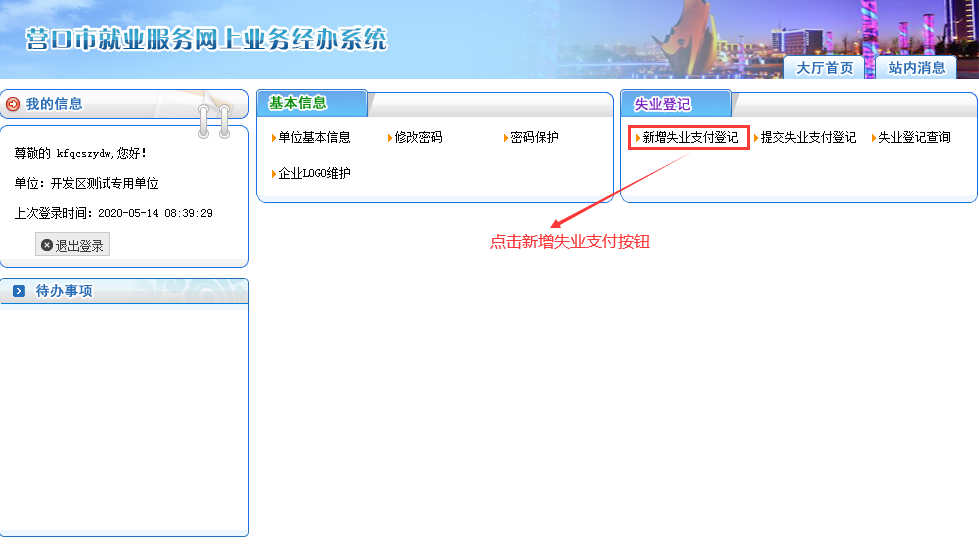 营口市就业服务网上业务经办系统
大厅首页 站内消息
我的信息
尊敬的 kfqcszydw,您好!
单位: 开发区测试专用单位
上次登录时间: 2020-05-14 08:39:29
退出登录
待办事项
基本信息
单位基本信息 修改密码 密码保护
企业LOGO维护
失业登记
新增失业支付登记 提交失业支付登记 失业登记查询
点击新增失业支付按钮